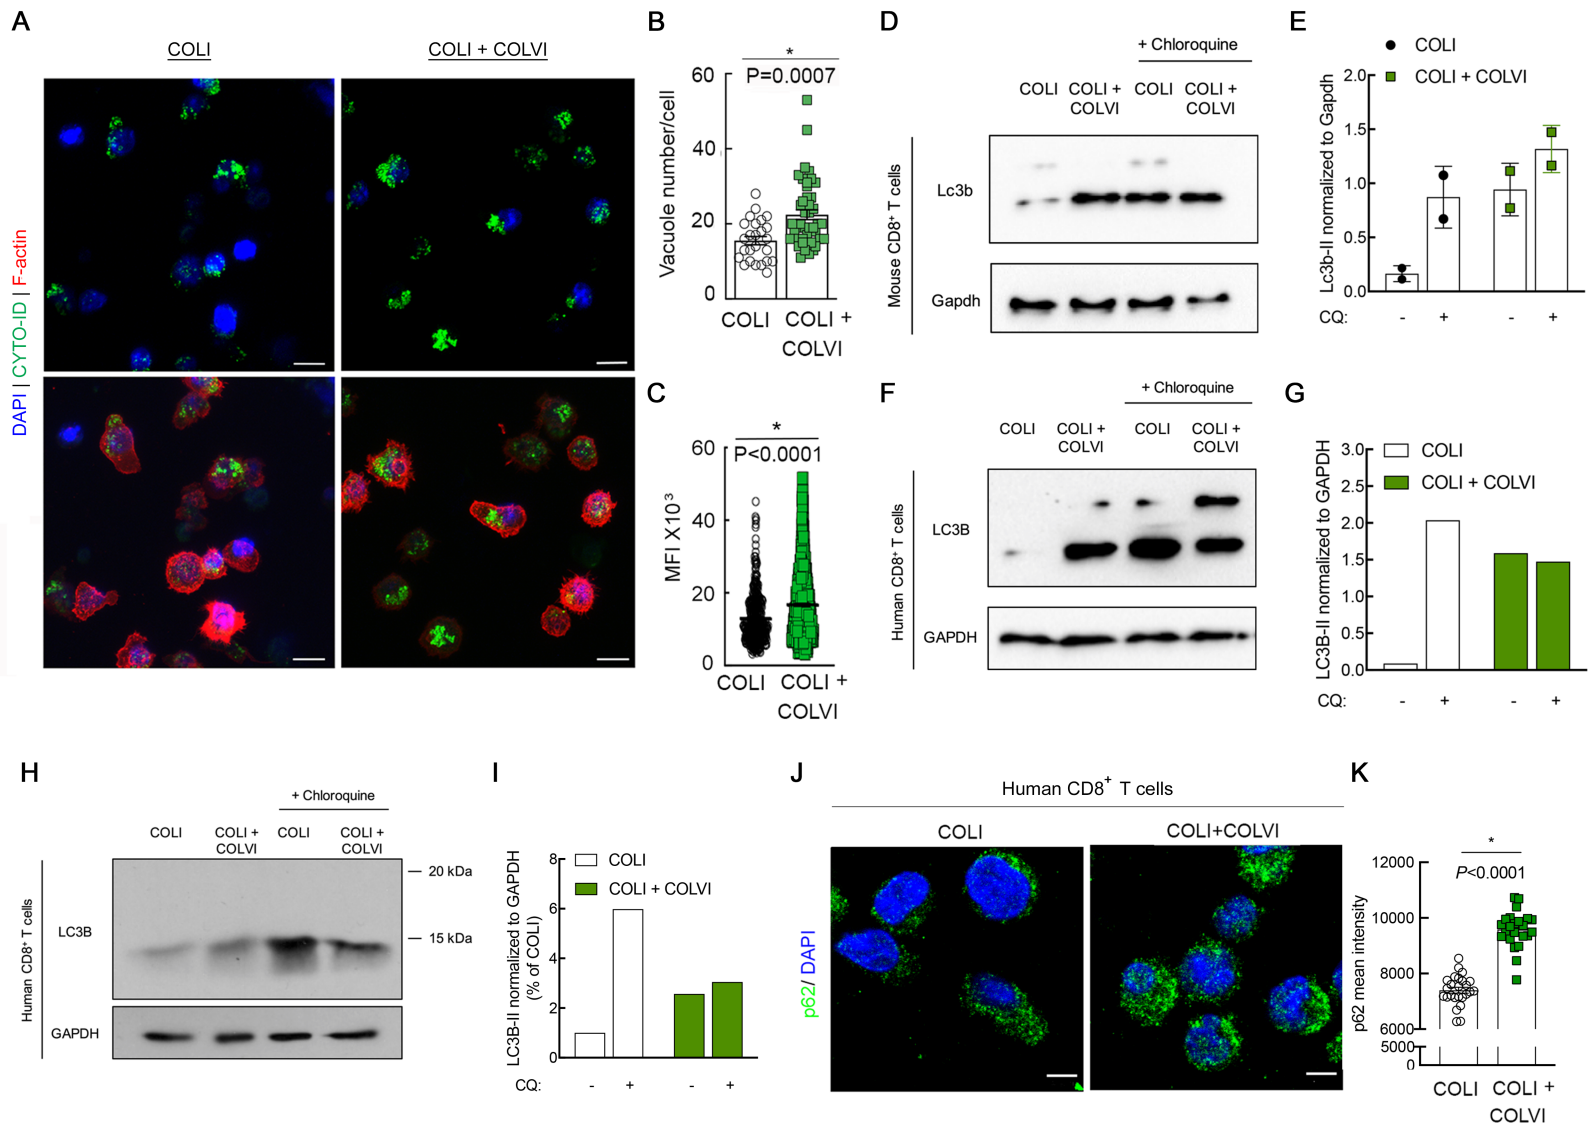 A
COLI
COLI + COLVI
DAPI | CYTO-ID | F-actin
B
*
P=0.0007
Vacuole number/cell
60
40
20
0
COLI
COLI +
COLVI
C
*
P<0.0001
MFI X10³
60
40
20
0
COLI
COLI +
COLVI
D
+ Chloroquine
COLI
COLI +
COLVI
COLI
COLI +
COLVI
Mouse CD8⁺ T cells
Lc3b
Gapdh
E
COLI
COLI + COLVI
Lc3b-II normalized to Gapdh
2.0
1.5
1.0
0.5
0.0
CQ:
-
+
-
+
F
+ Chloroquine
COLI
COLI +
COLVI
COLI
COLI +
COLVI
Human CD8⁺ T cells
LC3B
GAPDH
G
COLI
COLI + COLVI
LC3B-II normalized to GAPDH
3.0
2.5
2.0
1.5
1.0
0.5
0.0
CQ:
-
+
-
+
H
+ Chloroquine
COLI
COLI +
COLVI
COLI
COLI +
COLVI
Human CD8⁺ T cells
LC3B
GAPDH
20 kDa
15 kDa
I
COLI
COLI + COLVI
LC3B-II normalized to GAPDH
(% of COLI)
8
6
4
2
0
CQ:
-
+
-
+
J
Human CD8⁺ T cells
COLI
COLI+COLVI
p62/ DAPI
K
*
P<0.0001
p62 mean intensity
12000
10000
8000
6000
5000
0
COLI
COLI +
COLVI